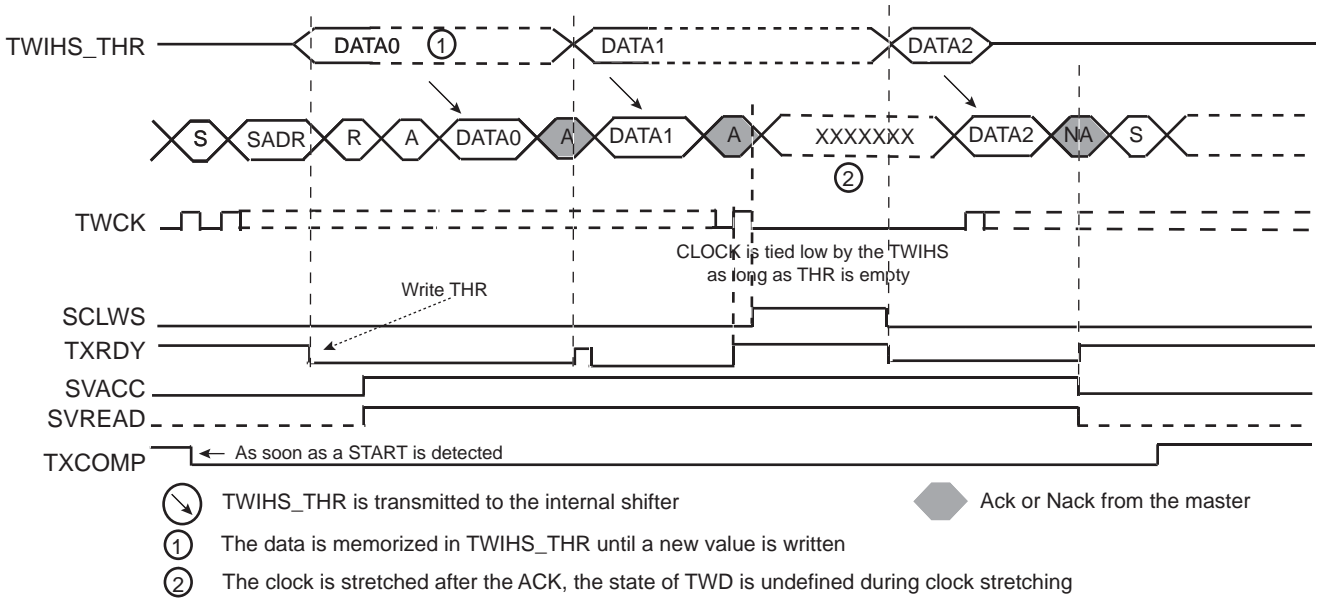 TWIHS_THR DATA0 1 DATA1 DATA2
S SADR R A DATA0 A DATA1 A XXXXXXX DATA2 NA S
2
TWCK
CLOCK is tied low by the TWIHS
as long as THR is empty
Write THR
SCLWS
TXRDY
SVACC
SVREAD
TXCOMP As soon as a START is detected
TWIHS_THR is transmitted to the internal shifter Ack or Nack from the master
1 The data is memorized in TWIHS_THR until a new value is written
2 The clock is stretched after the ACK, the state of TWD is undefined during clock stretching